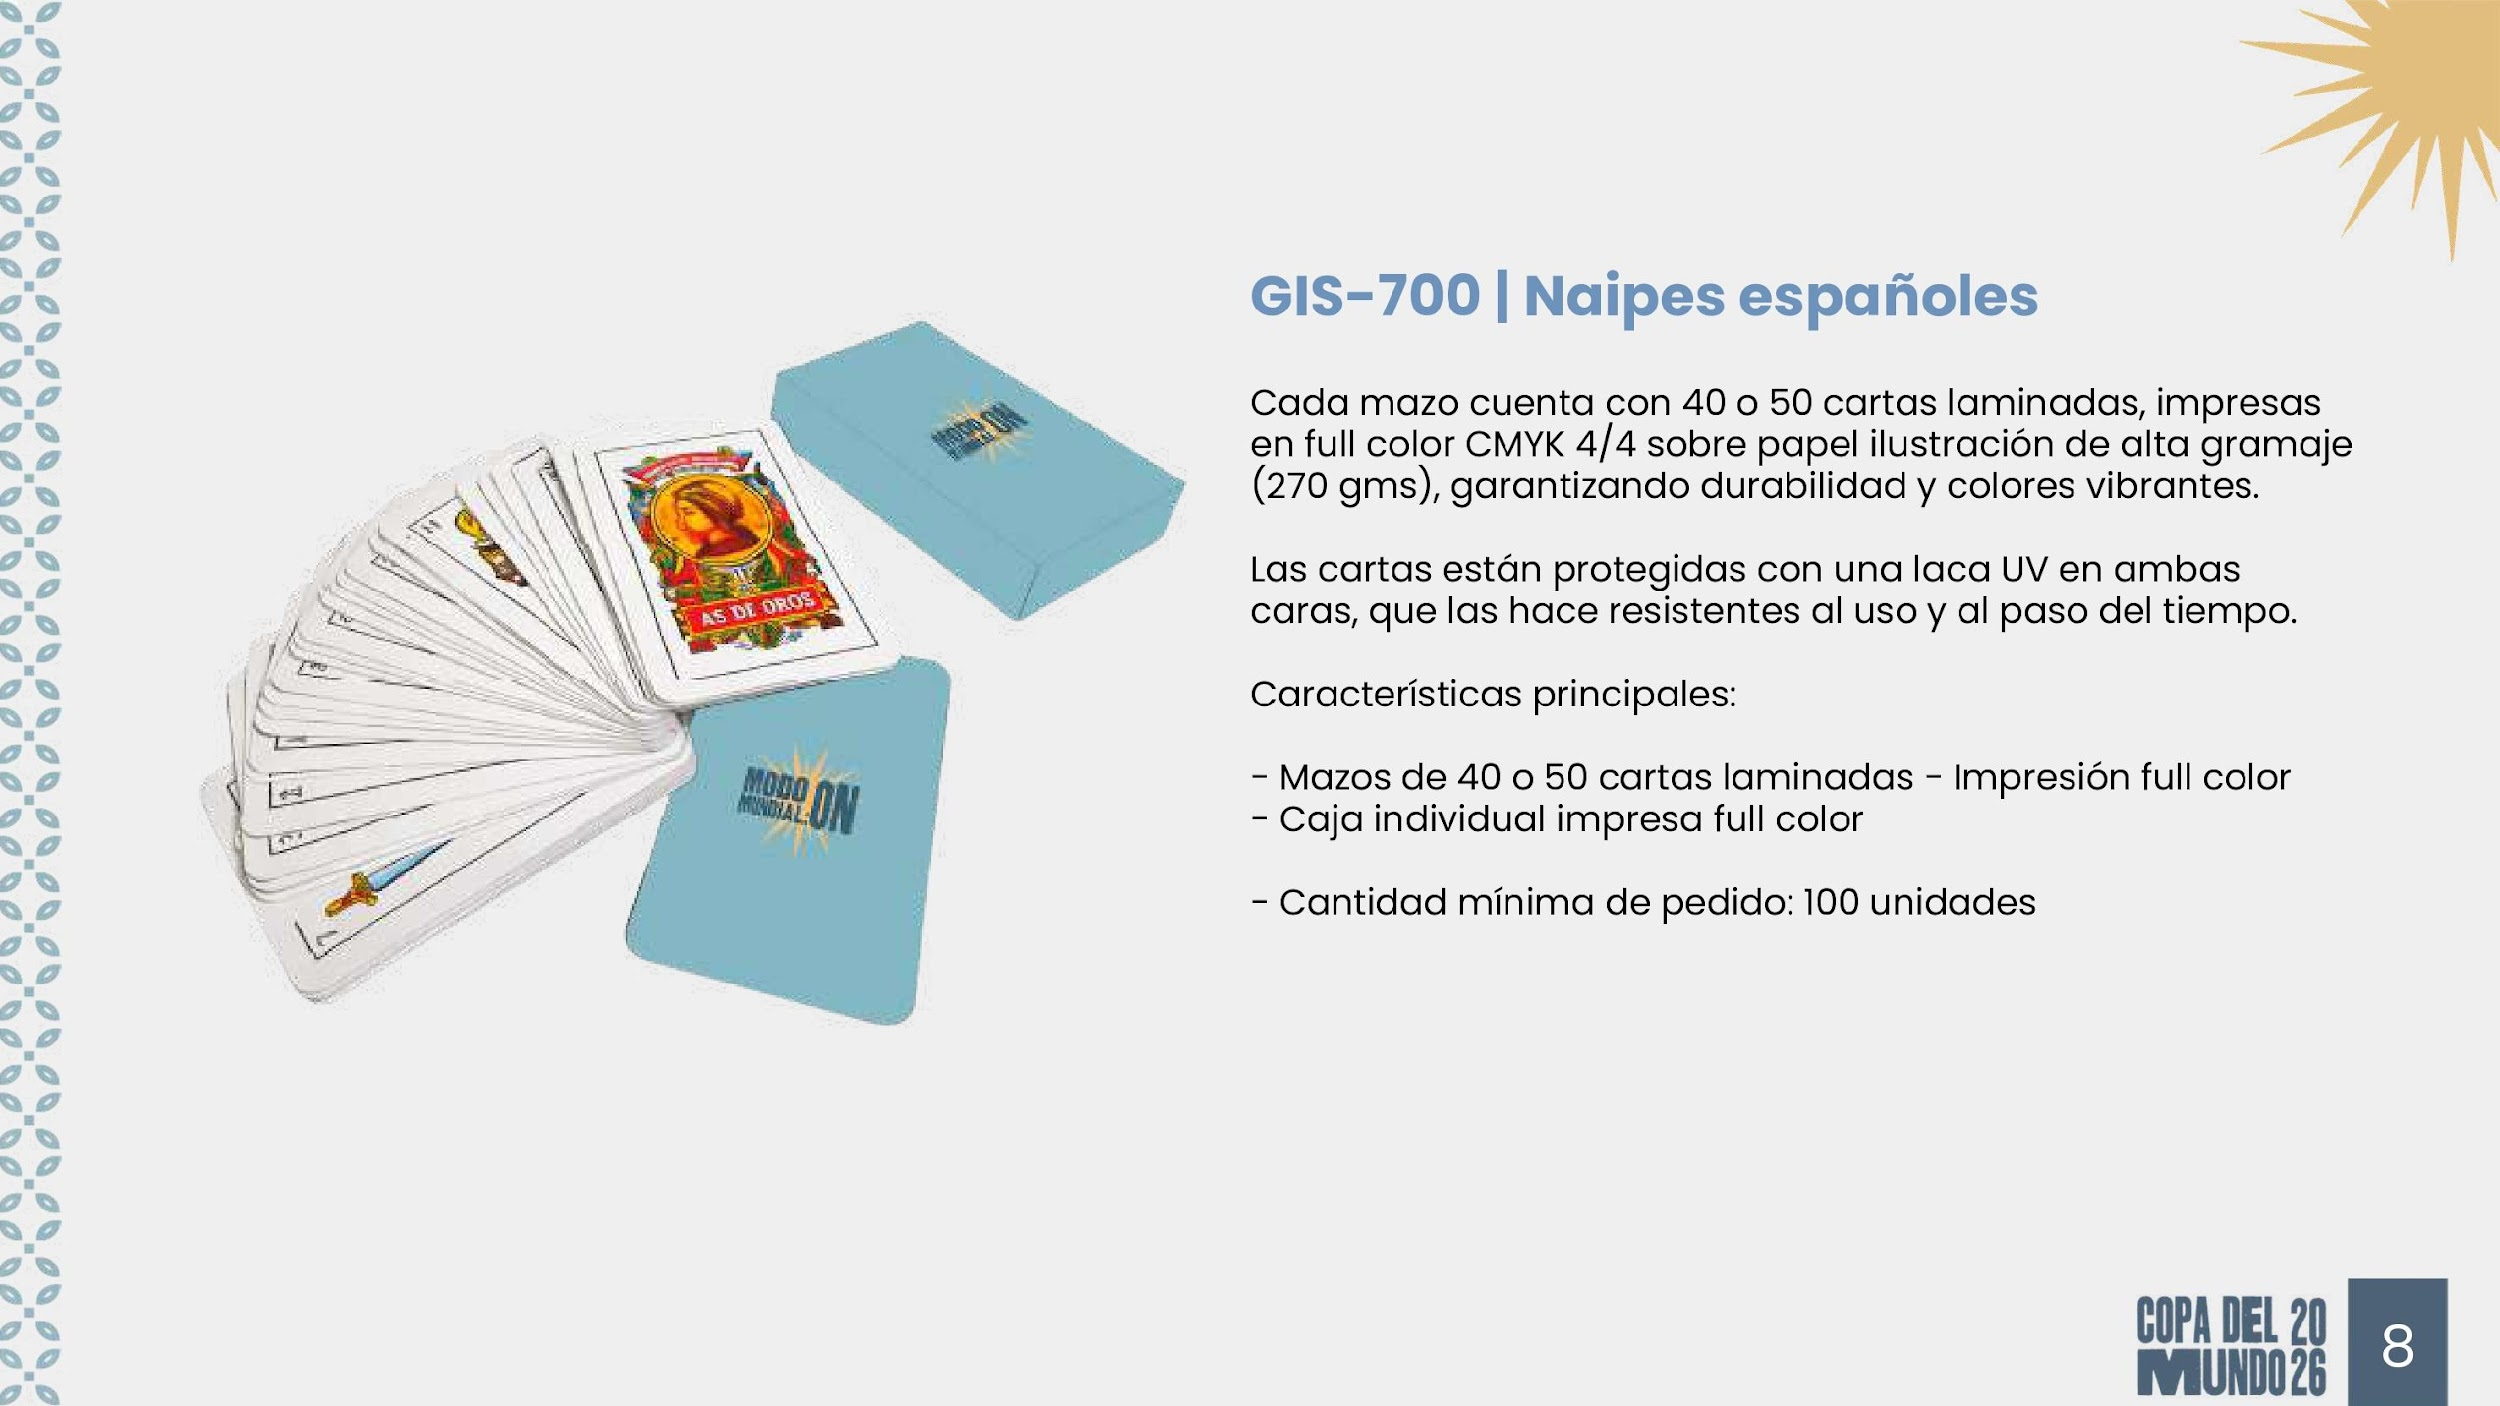 GIS-700 | Naipes españoles
Cada mazo cuenta con 40 o 50 cartas laminadas, impresas
en full color CMYK 4/4 sobre papel ilustración de alta gramaje
(270 gms), garantizando durabilidad y colores vibrantes.
Las cartas están protegidas con una laca UV en ambas
caras, que las hace resistentes al uso y al paso del tiempo.
Características principales:
- Mazos de 40 o 50 cartas laminadas - Impresión full color
- Caja individual impresa full color
- Cantidad mínima de pedido: 100 unidades
AS DE OROS
MODO
MUNDIAL:ON
COPA DEL 20
MUNDO 26
8